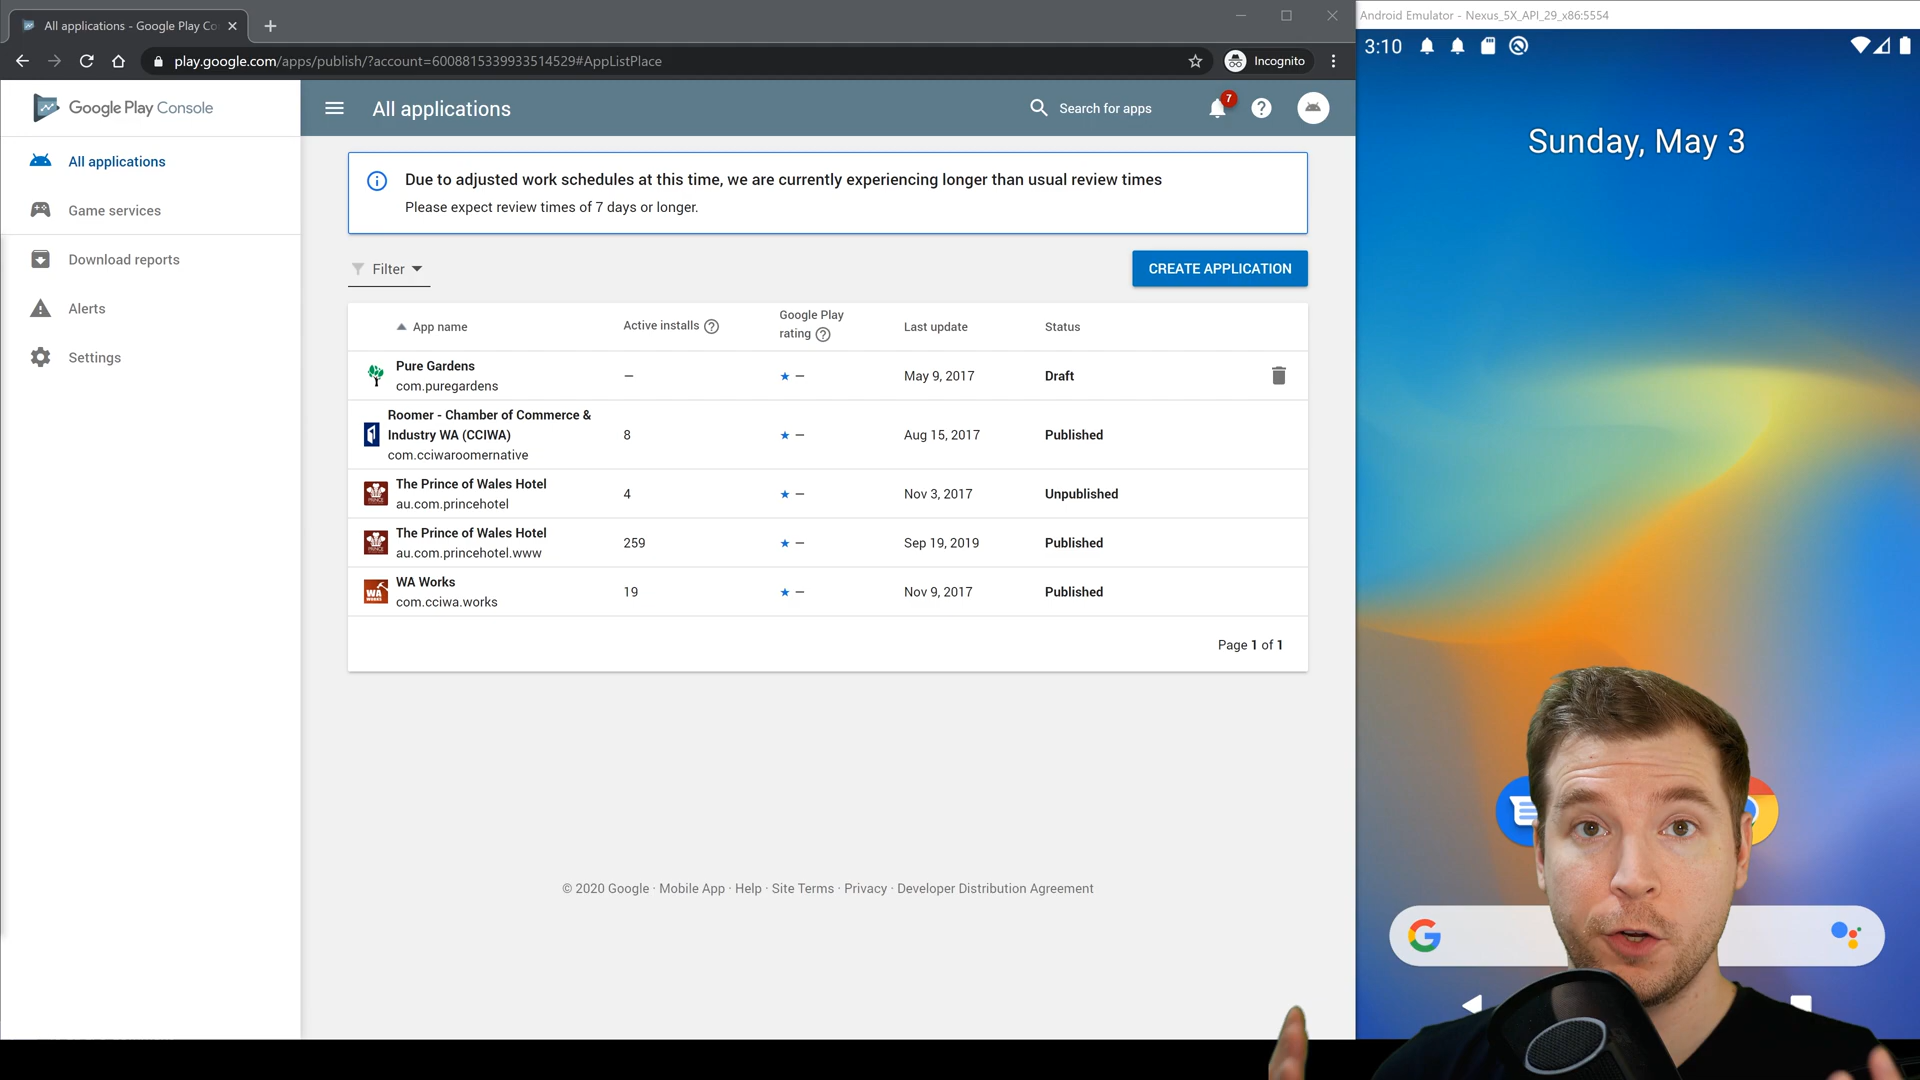 All applications - Google Play Co
play.google.com/apps/publish/?account=6008815339933514529#AppListPlace
Incognito
Google Play Console
All applications
Game services
Download reports
Alerts
Settings
All applications
Search for apps
7
Due to adjusted work schedules at this time, we are currently experiencing longer than usual review times
Please expect review times of 7 days or longer.
Filter
CREATE APPLICATION
App name
Active installs
Google Play
rating
Last update
Status
Pure Gardens
com.puregardens
–
–
May 9, 2017
Draft
Roomer - Chamber of Commerce &
Industry WA (CCIWA)
com.cciwaroomernative
8
–
Aug 15, 2017
Published
The Prince of Wales Hotel
au.com.princehotel
4
–
Nov 3, 2017
Unpublished
The Prince of Wales Hotel
au.com.princehotel.www
259
–
Sep 19, 2019
Published
WA
WORKS
WA Works
com.cciwa.works
19
–
Nov 9, 2017
Published
Page 1 of 1
© 2020 Google · Mobile App · Help · Site Terms · Privacy · Developer Distribution Agreement
Android Emulator - Nexus_5X_API_29_x86:5554
3:10
Sunday, May 3
G